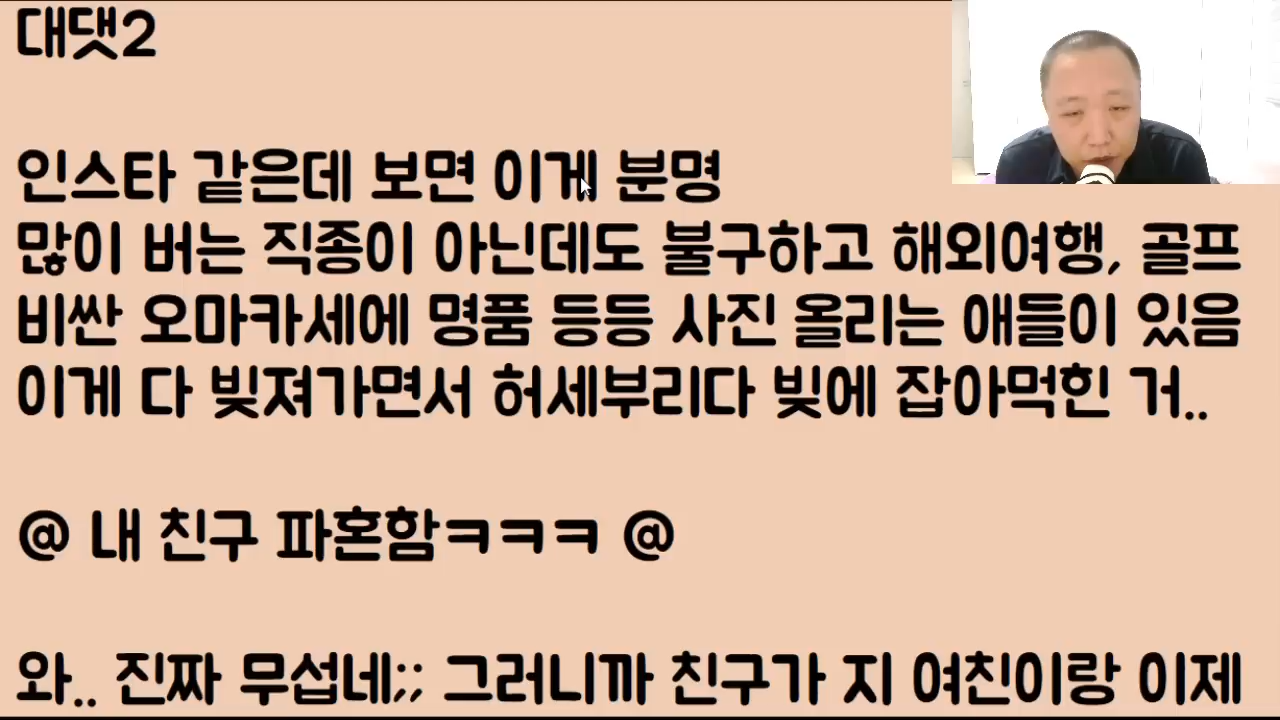 대댓2
인스타 같은데 보면 이게 분명
많이 버는 직종이 아닌데도 불구하고 해외여행, 골프
비싼 오마카세에 명품 등등 사진 올리는 애들이 있음
이게 다 빚져가면서 허세부리다 빚에 잡아먹힌 거..
@ 내 친구 파혼함ㅋㅋㅋ @
와.. 진짜 무섭네;; 그러니까 친구가 지 여친이랑 이제